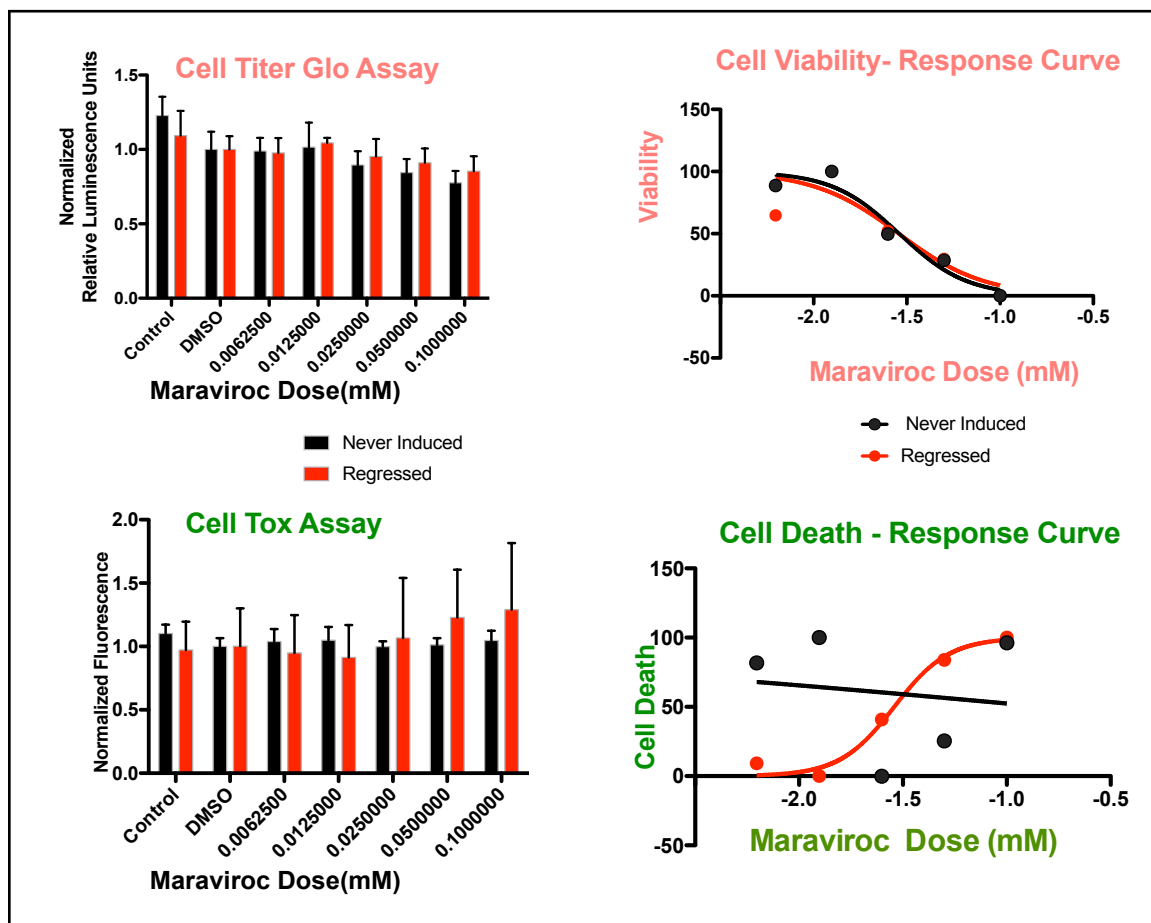 Cell Titer Glo Assay
Normalized
Relative Luminescence Units
1.5
1.0
0.5
0.0
Control
DMSO
0.0062500
0.0125000
0.0250000
0.0500000
0.1000000
Maraviroc Dose(mM)
Cell Viability- Response Curve
Viability
150
100
50
0
-50
-2.0
-1.5
-1.0
-0.5
Maraviroc Dose (mM)
Never Induced
Regressed
Never Induced
Regressed
Cell Tox Assay
Normalized Fluorescence
2.0
1.5
1.0
0.5
0.0
Control
DMSO
0.0062500
0.0125000
0.0250000
0.0500000
0.1000000
Maraviroc Dose(mM)
Cell Death - Response Curve
Cell Death
150
100
50
0
-50
-2.0
-1.5
-1.0
-0.5
Maraviroc  Dose (mM)